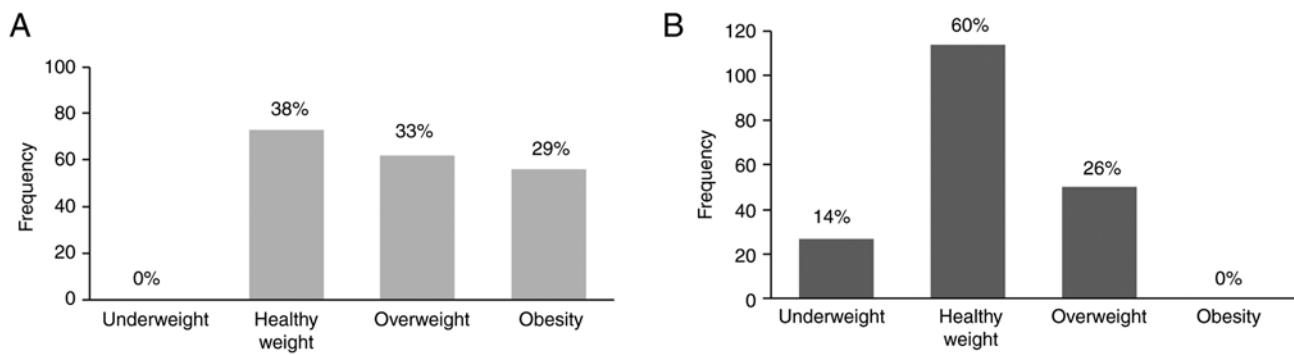 A
Frequency
100
80
60
40
20
0
0%
38%
33%
29%
Underweight
Healthy
weight
Overweight
Obesity
B
Frequency
120
100
80
60
40
20
0
14%
60%
26%
0%
Underweight
Healthy
weight
Overweight
Obesity